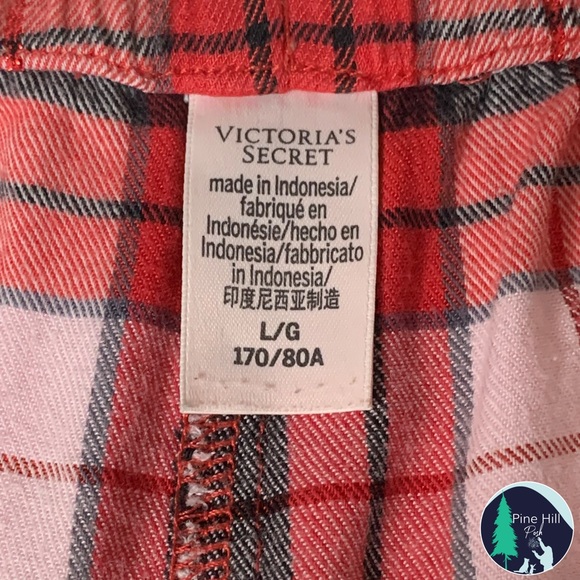 VICTORIA'S
SECRET
made in Indonesia/
fabriqué en
Indonésie/hecho en
Indonesia/fabbricato
in Indonesia/
印度尼西亚制造
L/G
170/80A
Pine Hill
Posh